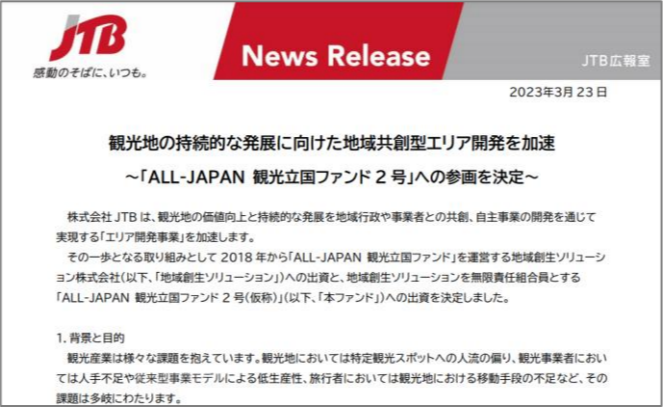 JTB
感動のそばに、いつも。
News Release
JTB広報室
2023年3月23日
観光地の持続的な発展に向けた地域共創型エリア開発を加速
～「ALL-JAPAN 観光立国ファンド2号」への参画を決定～
株式会社JTBは、観光地の価値向上と持続的な発展を地域行政や事業者との共創、自主事業の開発を通じて
実現する「エリア開発事業」を加速します。
その一歩となる取り組みとして2018年から「ALL-JAPAN 観光立国ファンド」を運営する地域創生ソリューシ
ョン株式会社（以下、「地域創生ソリューション」）への出資と、地域創生ソリューションを無限責任組合員とする
「ALL-JAPAN 観光立国ファンド2号（仮称）」（以下、「本ファンド」）への出資を決定しました。
1. 背景と目的
観光産業は様々な課題を抱えています。観光地においては特定観光スポットへの人流の偏り、観光事業者におい
ては人手不足や従来型事業モデルによる低生産性、旅行者においては観光地における移動手段の不足など、その
課題は多岐にわたります。